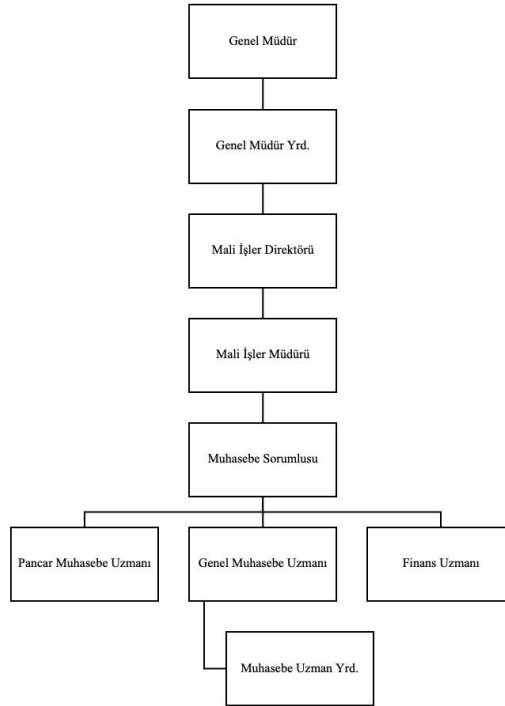 Genel Müdür
Genel Müdür Yrd.
Mali İşler Direktörü
Mali İşler Müdürü
Muhasebe Sorumlusu
Pancar Muhasebe Uzmanı
Genel Muhasebe Uzmanı
Finans Uzmanı
Muhasebe Uzman Yrd.